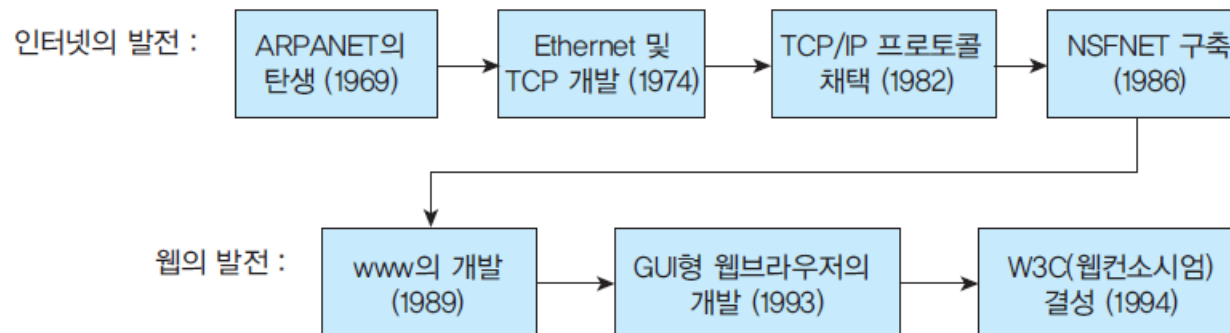 인터넷의 발전 :
ARPANET의
탄생 (1969)
Ethernet 및
TCP 개발 (1974)
TCP/IP 프로토콜
채택 (1982)
NSFNET 구축
(1986)
웹의 발전 :
www의 개발
(1989)
GUI형 웹브라우저의
개발 (1993)
W3C(웹컨소시엄)
결성 (1994)